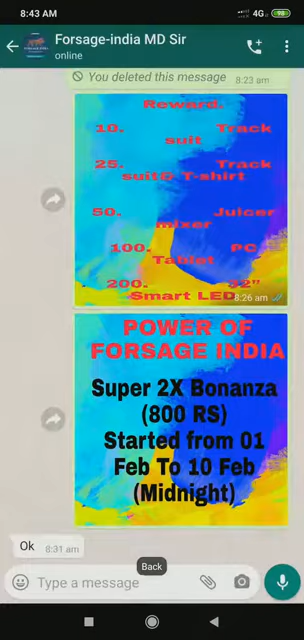 8:43 AM
4G
98
Forsage-india MD Sir
online
You deleted this message 8:23 am
Reward.
10. Track
suit
25. Track
suit@ T-shirt
50. Juicer
mixer
100. PC
Tablet
200. 32"
Smart LED
8:26 am
POWER OF
FORSAGE INDIA
Super 2X Bonanza
(800 RS)
Started from 01
Feb To 10 Feb
(Midnight)
Ok 8:31 am
Back
Type a message